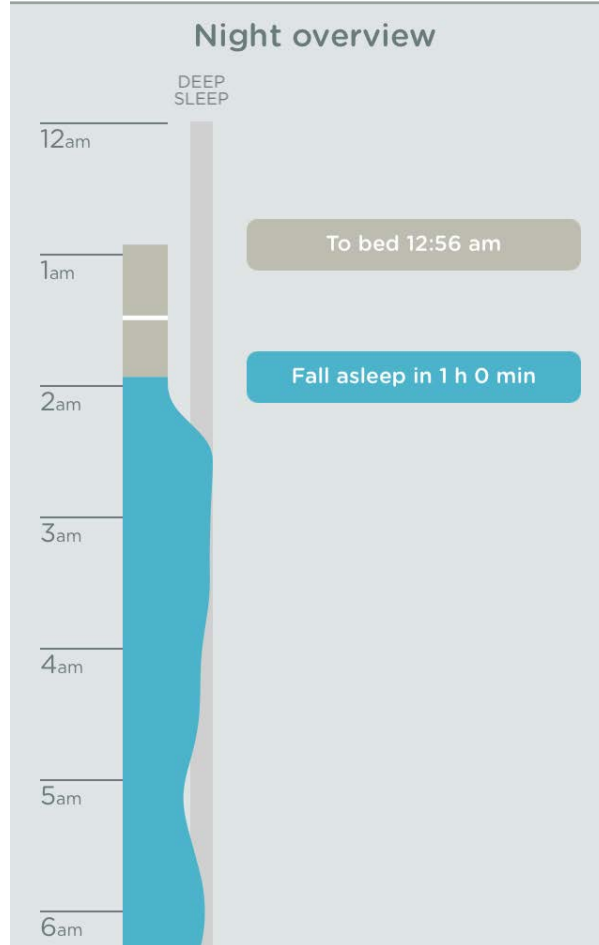 Night overview
DEEP
SLEEP
12am
To bed 12:56 am
1am
Fall asleep in 1 h 0 min
2am
3am
4am
5am
6am